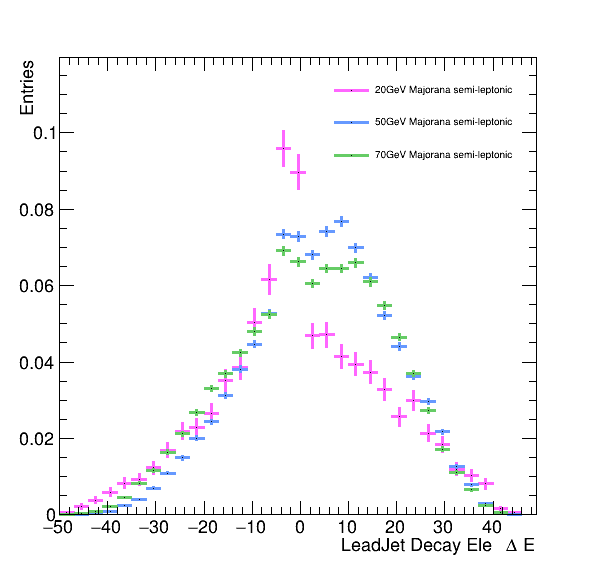 Entries
20GeV Majorana semi-leptonic
50GeV Majorana semi-leptonic
70GeV Majorana semi-leptonic
0.1
0.08
0.06
0.04
0.02
0
−50 −40 −30 −20 −10 0 10 20 30 40
LeadJet Decay Ele Δ E